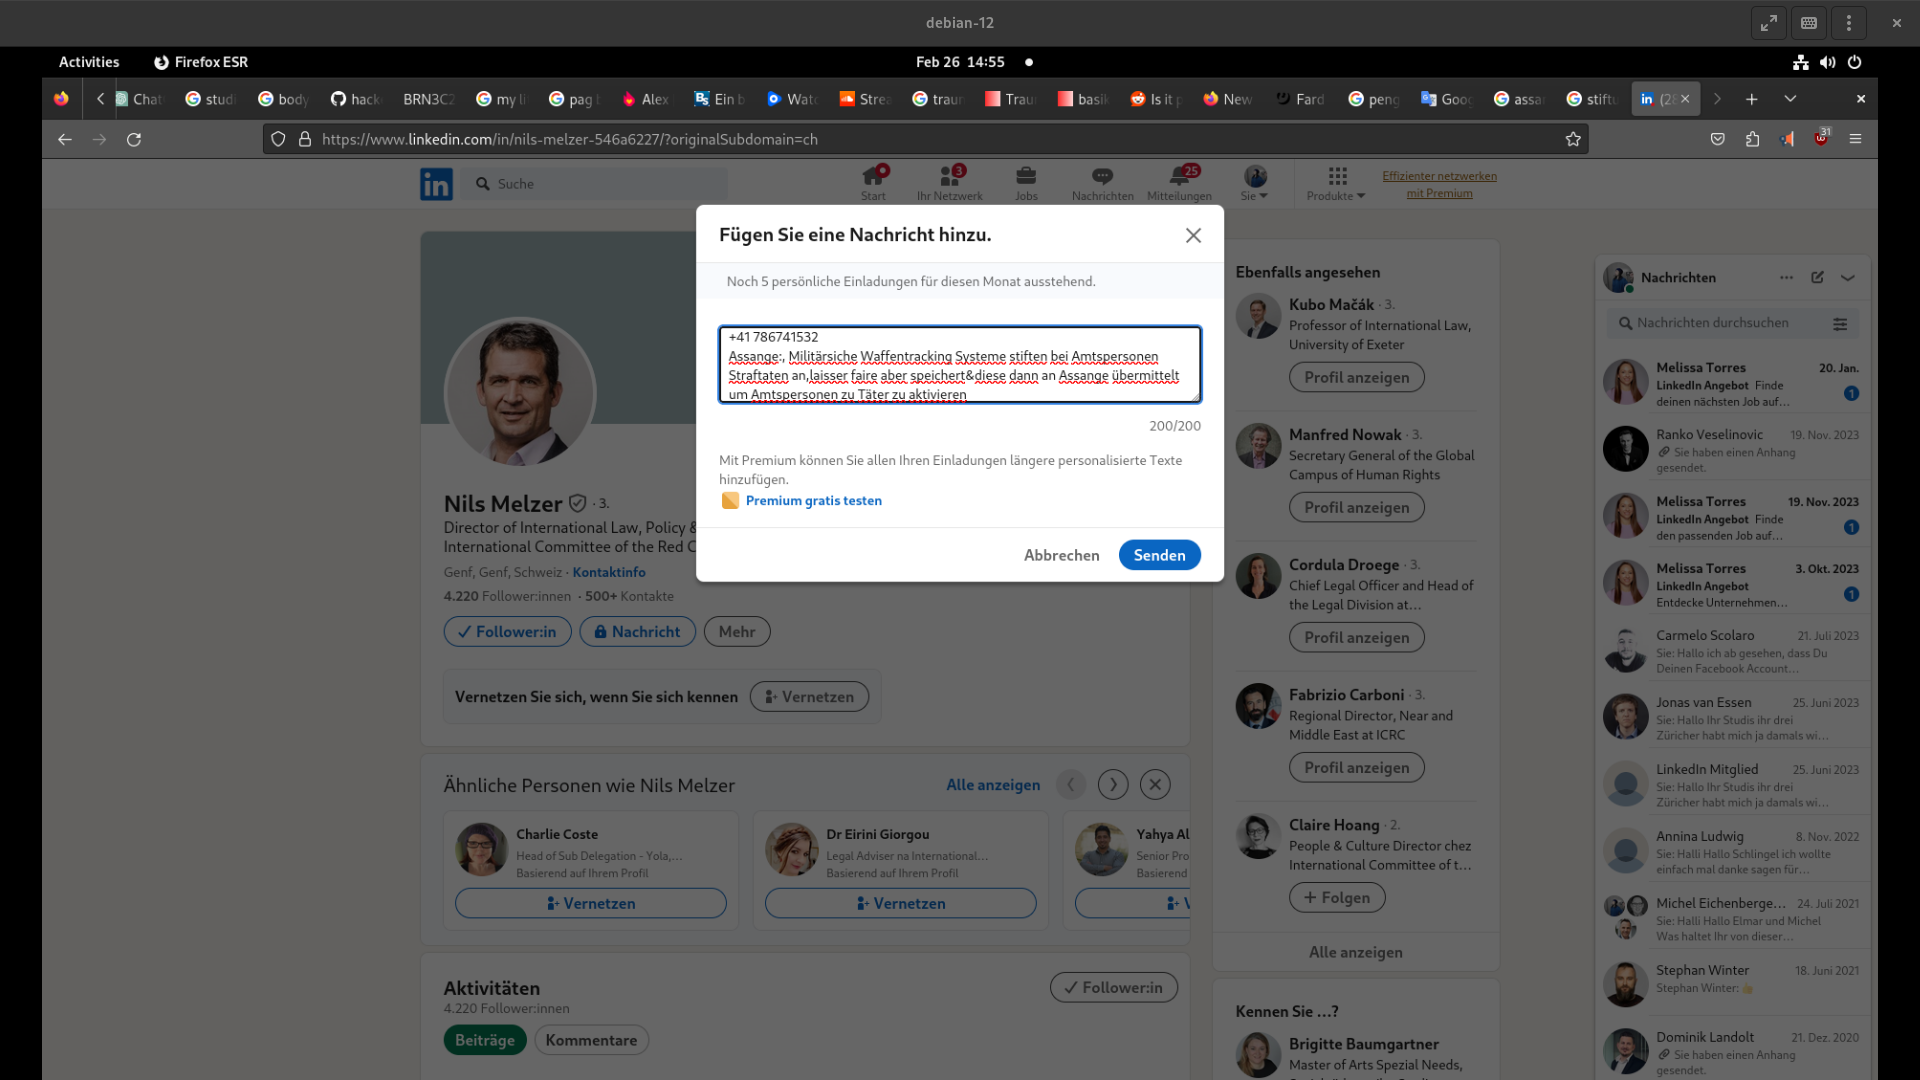 debian-12
Activities
Firefox ESR
Feb 26 14:55
Chat
studi
body
hack
BRN3C2
my li
pag
Alex
Ein b
Watc
Strea
traur
Trau
basik
Is it p
New
Fard
peng
Goog
assa
stiftu
(28
https://www.linkedin.com/in/nils-melzer-546a6227/?originalSubdomain=ch
31
in
Suche
Start
3
Ihr Netzwerk
Jobs
Nachrichten
25
Mitteilungen
Sie
Produkte
Effizienter netzwerken
mit Premium
Fügen Sie eine Nachricht hinzu.
Noch 5 persönliche Einladungen für diesen Monat ausstehend.
+41 786741532
Assange:, Militärsiche Waffentracking Systeme stiften bei Amtspersonen
Straftaten an,laisser faire aber speichert&diese dann an Assange übermittelt
um Amtspersonen zu Täter zu aktivieren
200/200
Mit Premium können Sie allen Ihren Einladungen längere personalisierte Texte
hinzufügen.
Premium gratis testen
Abbrechen
Senden
Nils Melzer · 3.
Director of International Law, Policy &
International Committee of the Red C
Genf, Genf, Schweiz · Kontaktinfo
4.220 Follower:innen · 500+ Kontakte
Follower:in
Nachricht
Mehr
Vernetzen Sie sich, wenn Sie sich kennen
Vernetzen
Ähnliche Personen wie Nils Melzer
Alle anzeigen
Charlie Coste
Head of Sub Delegation - Yola,...
Basierend auf Ihrem Profil
Vernetzen
Dr Eirini Giorgou
Legal Adviser na International...
Basierend auf Ihrem Profil
Vernetzen
Yahya Al
Senior Pro
Basierend
V
Aktivitäten
4.220 Follower:innen
Follower:in
Beiträge
Kommentare
Ebenfalls angesehen
Kubo Mačák · 3.
Professor of International Law,
University of Exeter
Profil anzeigen
Manfred Nowak · 3.
Secretary General of the Global
Campus of Human Rights
Profil anzeigen
Cordula Droege · 3.
Chief Legal Officer and Head of
the Legal Division at...
Profil anzeigen
Fabrizio Carboni · 3.
Regional Director, Near and
Middle East at ICRC
Profil anzeigen
Claire Hoang · 2.
People & Culture Director chez
International Committee of t...
+ Folgen
Alle anzeigen
Kennen Sie ...?
Brigitte Baumgartner
Master of Arts Spezial Needs,
Nachrichten
Nachrichten durchsuchen
Melissa Torres 20. Jan.
LinkedIn Angebot Finde
deinen nächsten Job auf...
1
Ranko Veselinovic 19. Nov. 2023
Sie haben einen Anhang
gesendet.
Melissa Torres 19. Nov. 2023
LinkedIn Angebot Finde
den passenden Job auf...
1
Melissa Torres 3. Okt. 2023
LinkedIn Angebot
Entdecke Unternehmen...
1
Carmelo Scolaro 21. Juli 2023
Sie: Hallo ich ab gesehen, dass Du
Deinen Facebook Account...
Jonas van Essen 25. Juni 2023
Sie: Hallo Ihr Studis ihr drei
Züricher habt mich ja damals wi...
LinkedIn Mitglied 25. Juni 2023
Sie: Hallo Ihr Studis ihr drei
Züricher habt mich ja damals wi...
Annina Ludwig 8. Nov. 2022
Sie: Halli Hallo Schlingel ich wollte
einfach mal danke sagen für...
Michel Eichenberge... 24. Juli 2021
Sie: Halli Hallo Elmar und Michel
Was haltet Ihr von dieser...
Stephan Winter 18. Juni 2021
Stephan Winter: 👍
Dominik Landolt 21. Dez. 2020
Sie haben einen Anhang
gesendet.